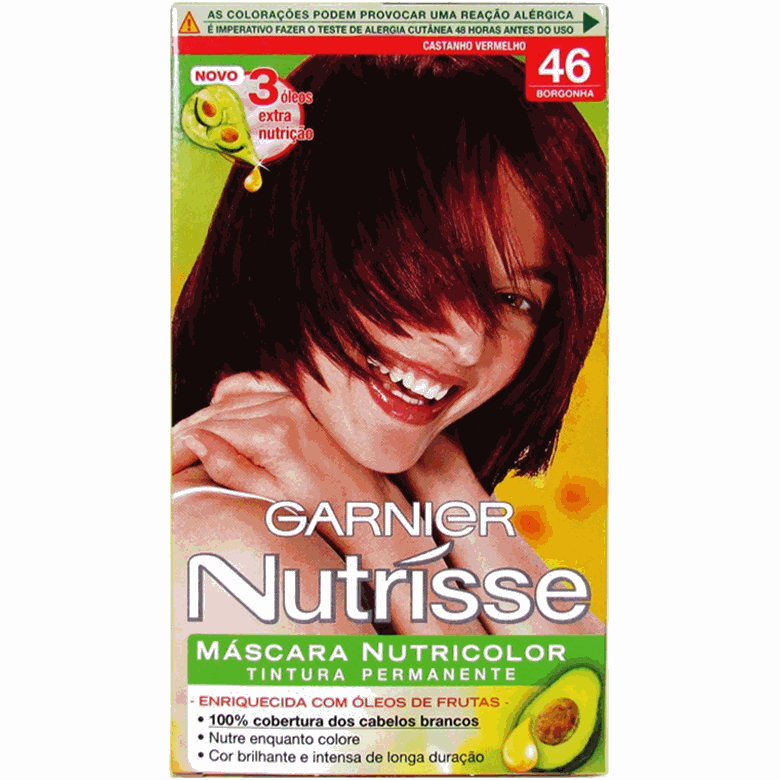 AS COLORAÇÕES PODEM PROVOCAR UMA REAÇÃO ALÉRGICA
É IMPERATIVO FAZER O TESTE DE ALERGIA CUTÂNEA 48 HORAS ANTES DO USO
CASTANHO VERMELHO
46
BORGONHA
NOVO
3 óleos
extra
nutrição
GARNIER
Nutrisse
MÁSCARA NUTRICOLOR
TINTURA PERMANENTE
- ENRIQUECIDA COM ÓLEOS DE FRUTAS -
• 100% cobertura dos cabelos brancos
• Nutre enquanto colore
• Cor brilhante e intensa de longa duração